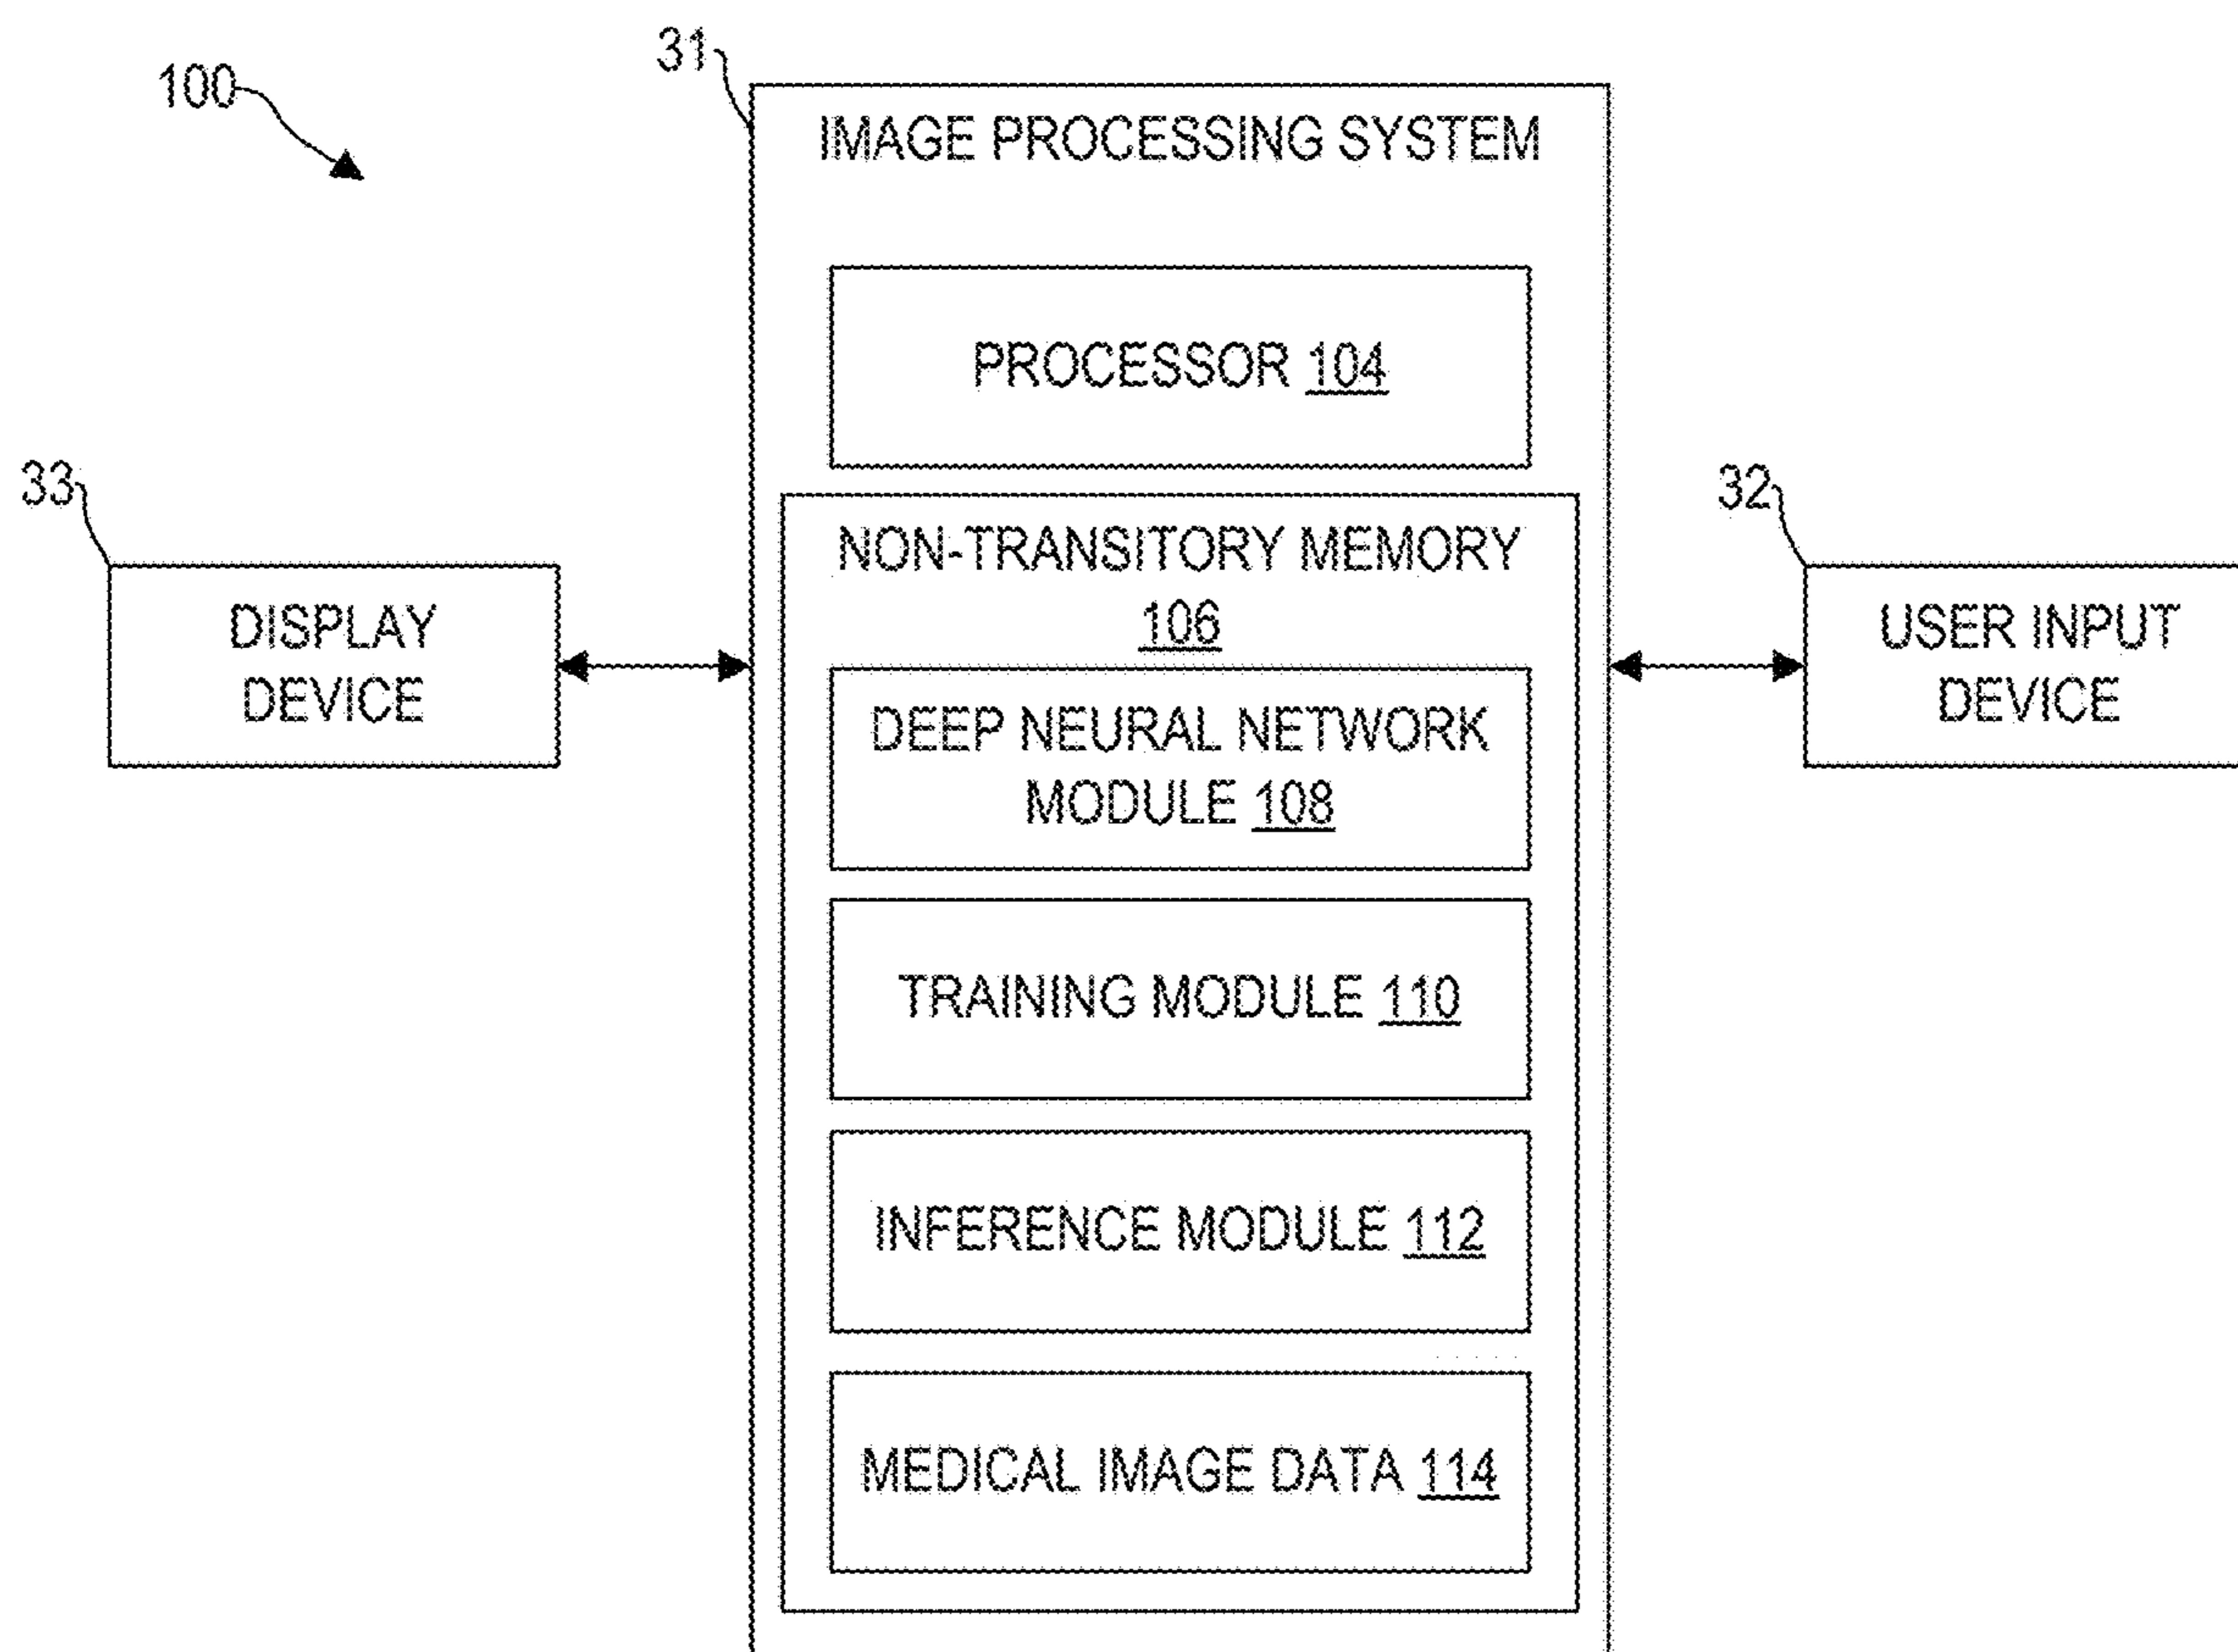 100
31
IMAGE PROCESSING SYSTEM
PROCESSOR 104
33
DISPLAY
DEVICE
NON-TRANSITORY MEMORY
106
DEEP NEURAL NETWORK
MODULE 108
TRAINING MODULE 110
INFERENCE MODULE 112
MEDICAL IMAGE DATA 114
32
USER INPUT
DEVICE